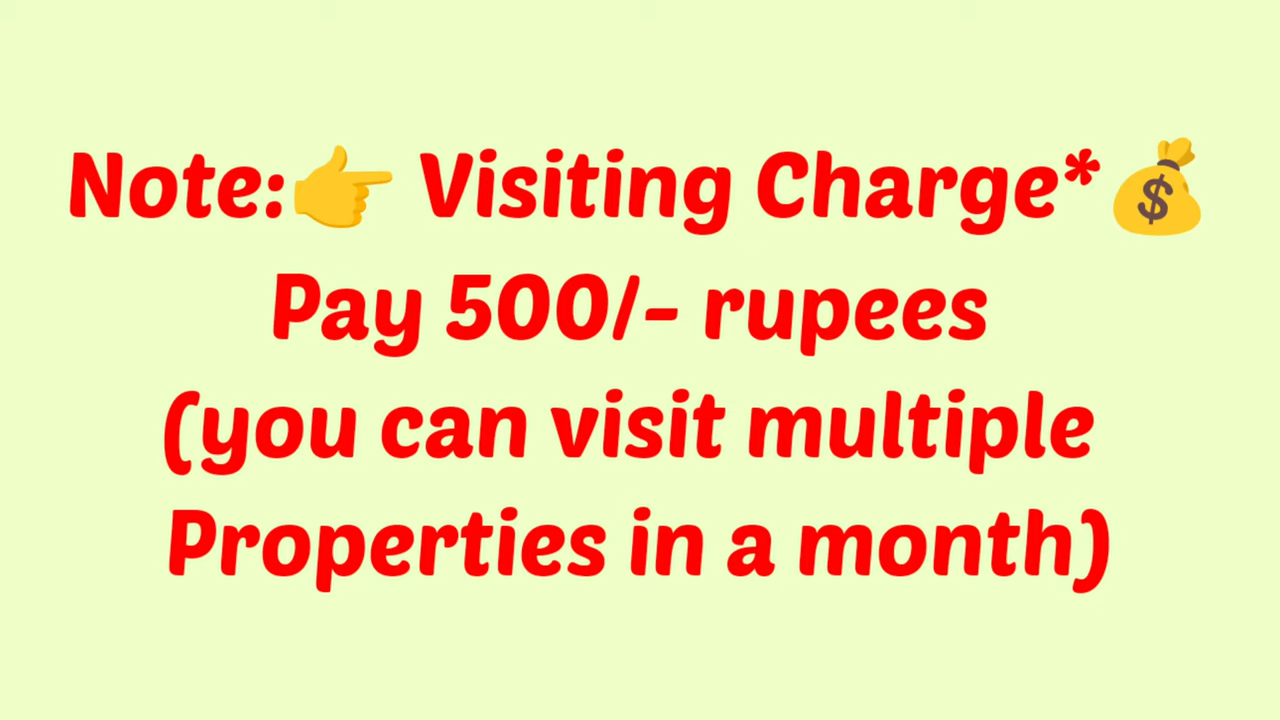 Note:👉 Visiting Charge*💰
Pay 500/- rupees
(you can visit multiple
Properties in a month)